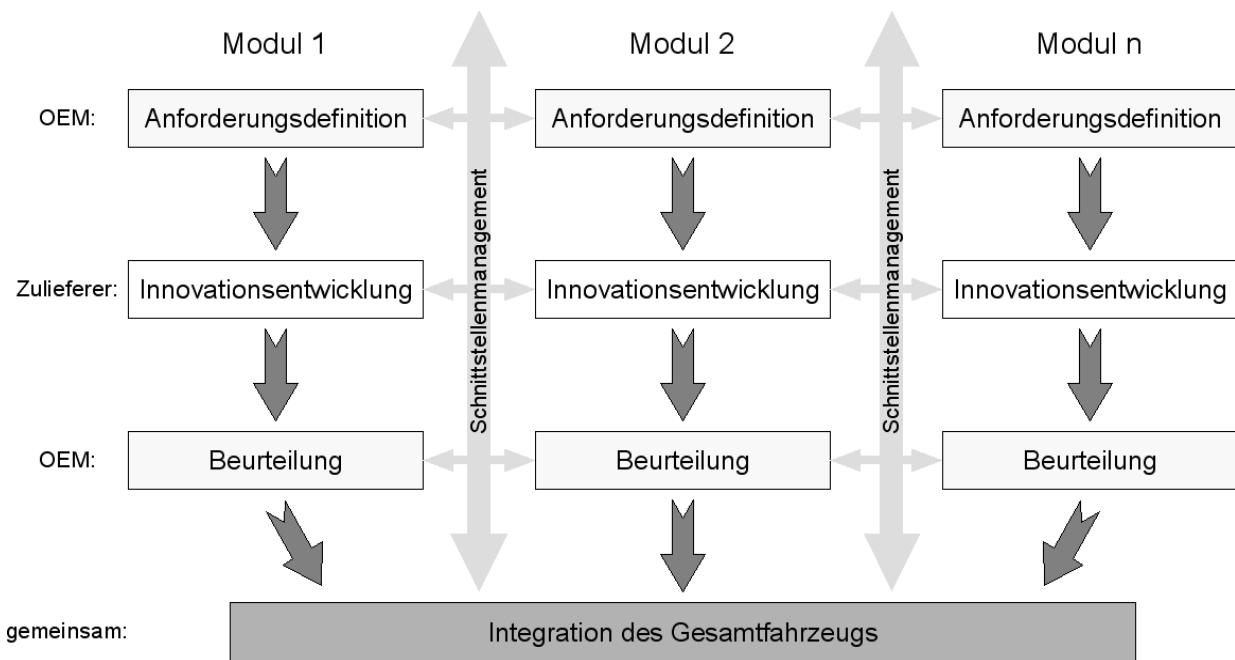 Modul 1
Modul 2
Modul n
OEM:
Anforderungsdefinition
Anforderungsdefinition
Anforderungsdefinition
Schnittstellenmanagement
Schnittstellenmanagement
Zulieferer:
Innovationsentwicklung
Innovationsentwicklung
Innovationsentwicklung
OEM:
Beurteilung
Beurteilung
Beurteilung
gemeinsam:
Integration des Gesamtfahrzeugs